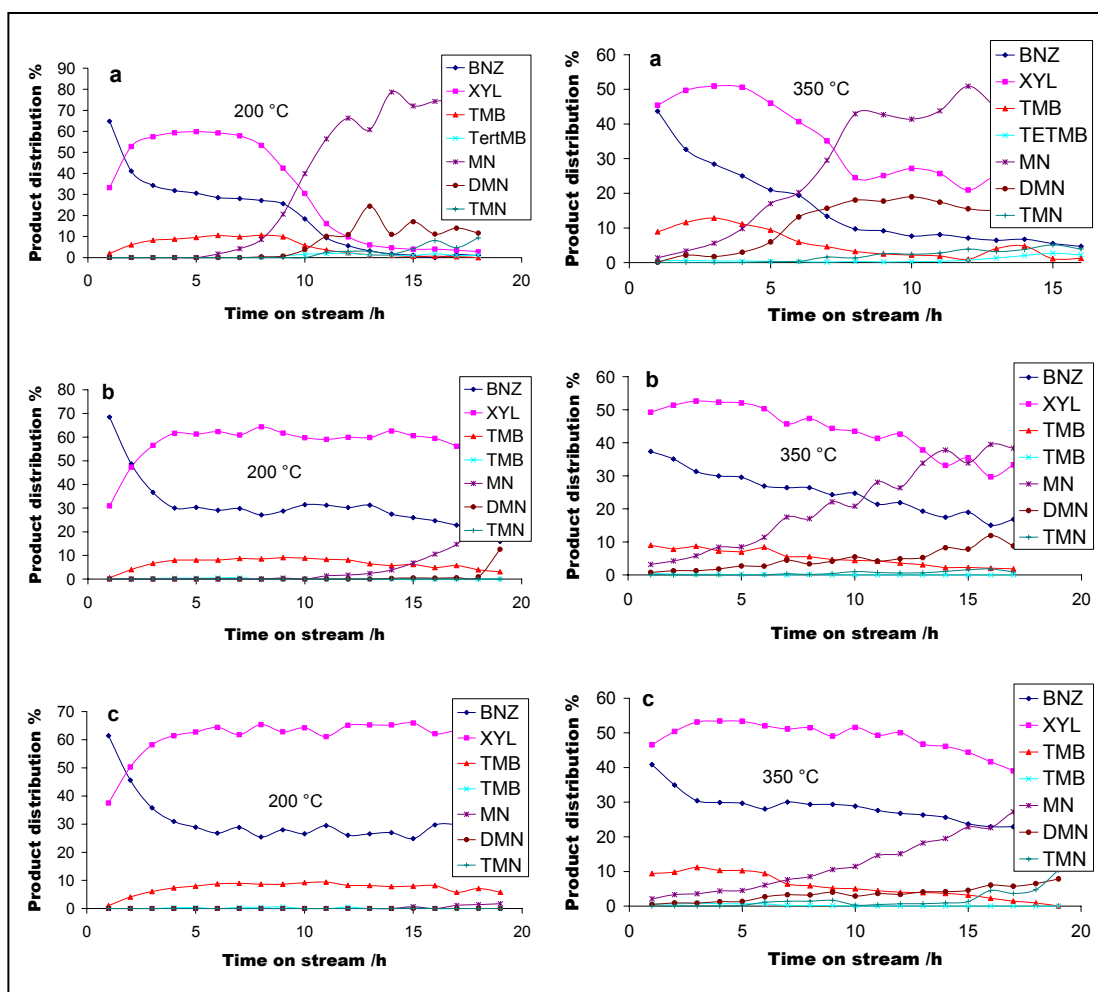 a
200 °C
Product distribution %
90
80
70
60
50
40
30
20
10
0
0
5
10
15
20
Time on stream /h
BNZ
XYL
TMB
TertMB
MN
DMN
TMN
a
350 °C
Product distribution %
60
50
40
30
20
10
0
0
5
10
15
Time on stream /h
BNZ
XYL
TMB
TETMB
MN
DMN
TMN
b
200 °C
Product distribution %
80
70
60
50
40
30
20
10
0
0
5
10
15
20
Time on stream /h
BNZ
XYL
TMB
TMB
MN
DMN
TMN
b
350 °C
Product distribution %
60
50
40
30
20
10
0
0
5
10
15
20
Time on stream /h
BNZ
XYL
TMB
TMB
MN
DMN
TMN
c
200 °C
Product distribution %
70
60
50
40
30
20
10
0
0
5
10
15
20
Time on stream /h
BNZ
XYL
TMB
TMB
MN
DMN
TMN
c
350 °C
Product distribution %
60
50
40
30
20
10
0
0
5
10
15
20
Time on stream /h
BNZ
XYL
TMB
TMB
MN
DMN
TMN